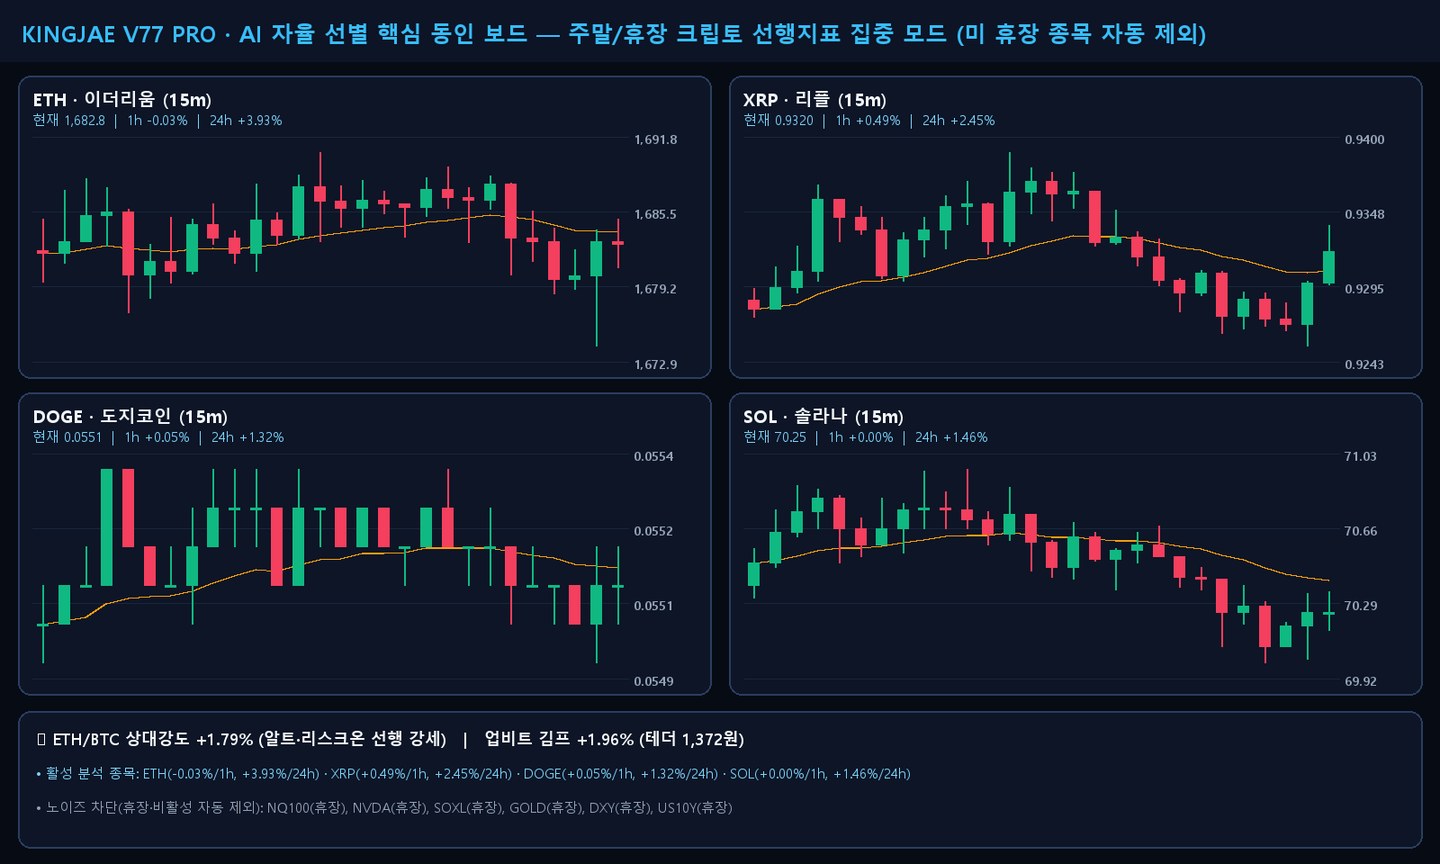 KINGJAE V77 PRO · AI 자율 선별 핵심 동인 보드 — 주말/휴장 크립토 선행지표 집중 모드 (미 휴장 종목 자동 제외)
ETH · 이더리움 (15m)
현재 1,682.8 | 1h -0.03% | 24h +3.93%
1,691.8
1,685.5
1,679.2
1,672.9
XRP · 리플 (15m)
현재 0.9320 | 1h +0.49% | 24h +2.45%
0.9400
0.9348
0.9295
0.9243
DOGE · 도지코인 (15m)
현재 0.0551 | 1h +0.05% | 24h +1.32%
0.0554
0.0552
0.0551
0.0549
SOL · 솔라나 (15m)
현재 70.25 | 1h +0.00% | 24h +1.46%
71.03
70.66
70.29
69.92
ETH/BTC 상대강도 +1.79% (알트·리스크온 선행 강세) | 업비트 김프 +1.96% (테더 1,372원)
• 활성 분석 종목: ETH(-0.03%/1h, +3.93%/24h) · XRP(+0.49%/1h, +2.45%/24h) · DOGE(+0.05%/1h, +1.32%/24h) · SOL(+0.00%/1h, +1.46%/24h)
• 노이즈 차단(휴장·비활성 자동 제외): NQ100(휴장), NVDA(휴장), SOXL(휴장), GOLD(휴장), DXY(휴장), US10Y(휴장)